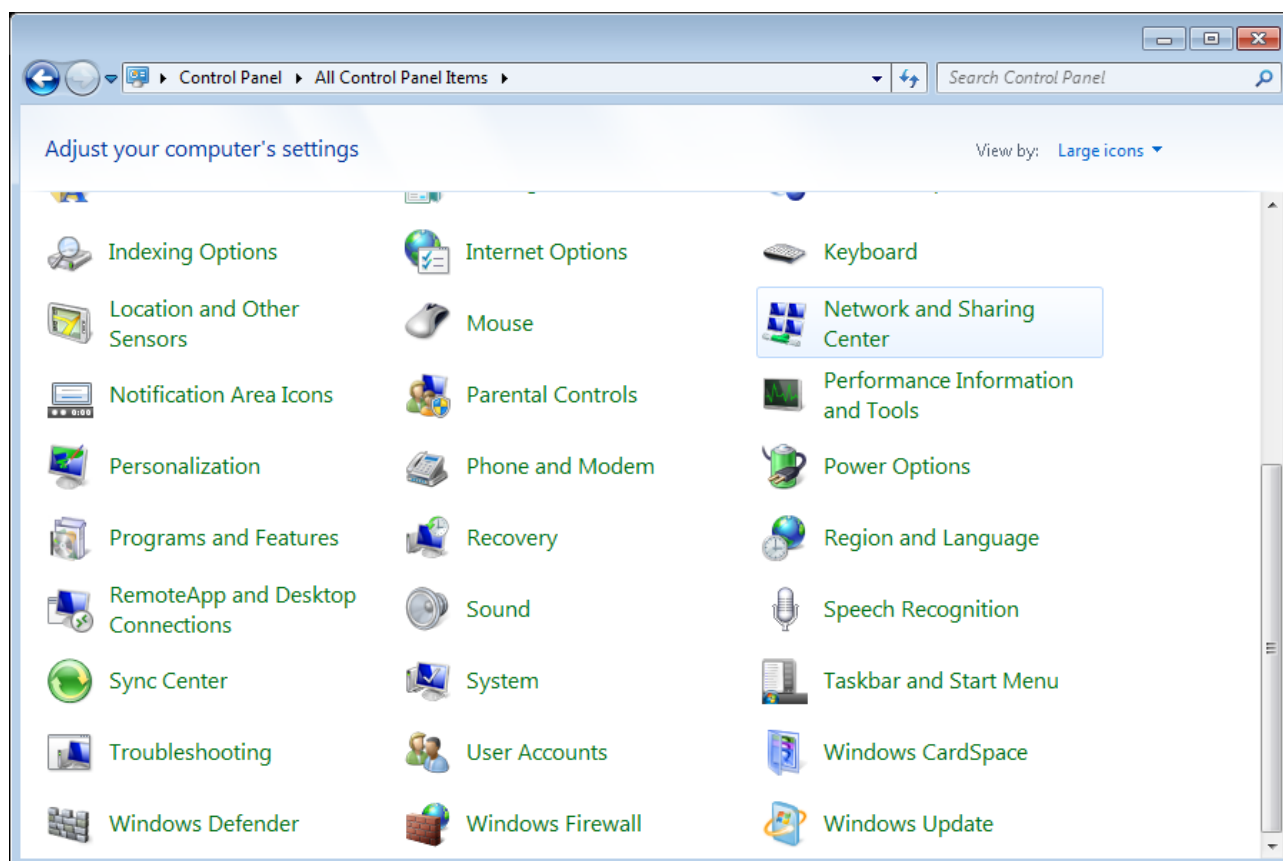 Control Panel All Control Panel Items Search Control Panel
Adjust your computer's settings View by: Large icons
Indexing Options Internet Options Keyboard
Location and Other Sensors Mouse Network and Sharing Center
Notification Area Icons Parental Controls Performance Information and Tools
Personalization Phone and Modem Power Options
Programs and Features Recovery Region and Language
RemoteApp and Desktop Connections Sound Speech Recognition
Sync Center System Taskbar and Start Menu
Troubleshooting User Accounts Windows CardSpace
Windows Defender Windows Firewall Windows Update